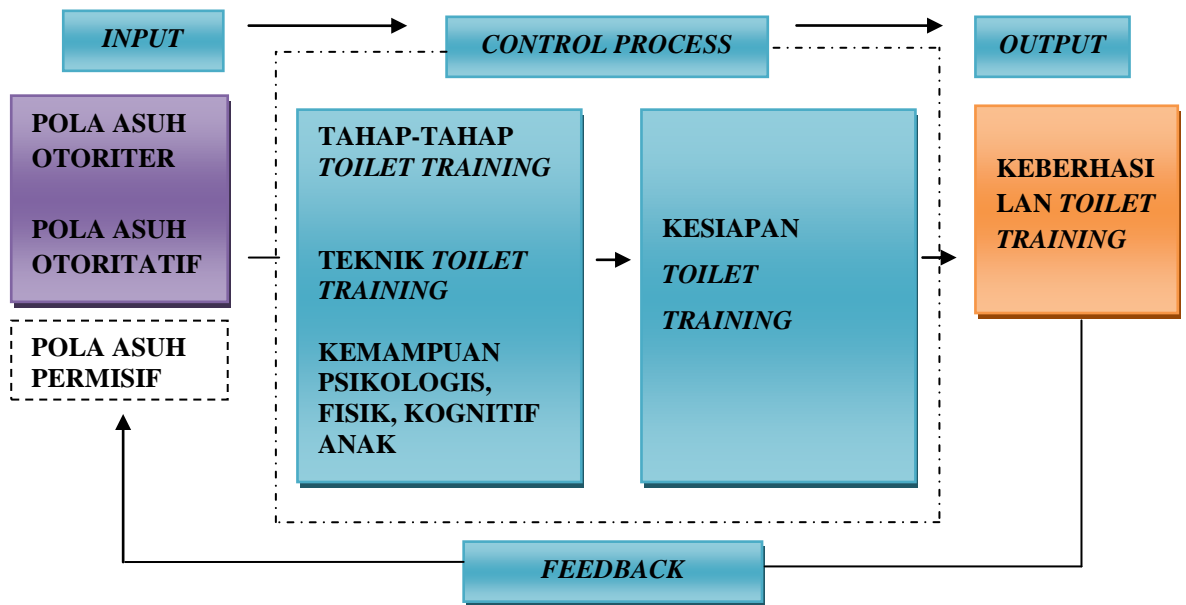 INPUT
CONTROL PROCESS
OUTPUT
POLA ASUH
OTORITER
POLA ASUH
OTORITATIF
POLA ASUH
PERMISIF
TAHAP-TAHAP
TOILET TRAINING
TEKNIK TOILET
TRAINING
KEMAMPUAN
PSIKOLOGIS,
FISIK, KOGNITIF
ANAK
KESIAPAN
TOILET
TRAINING
KEBERHASI
LAN TOILET
TRAINING
FEEDBACK